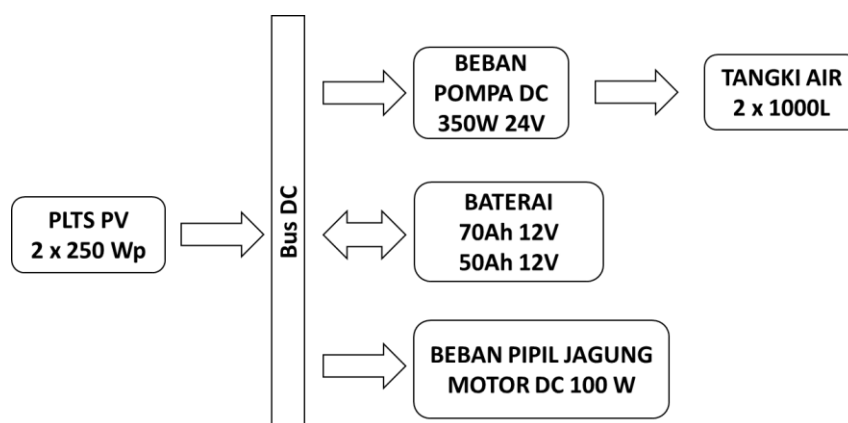 PLTS PV
2 x 250 Wp
Bus DC
BEBAN
POMPA DC
350W 24V
TANGKI AIR
2 x 1000L
BATERAI
70Ah 12V
50Ah 12V
BEBAN PIPIL JAGUNG
MOTOR DC 100 W